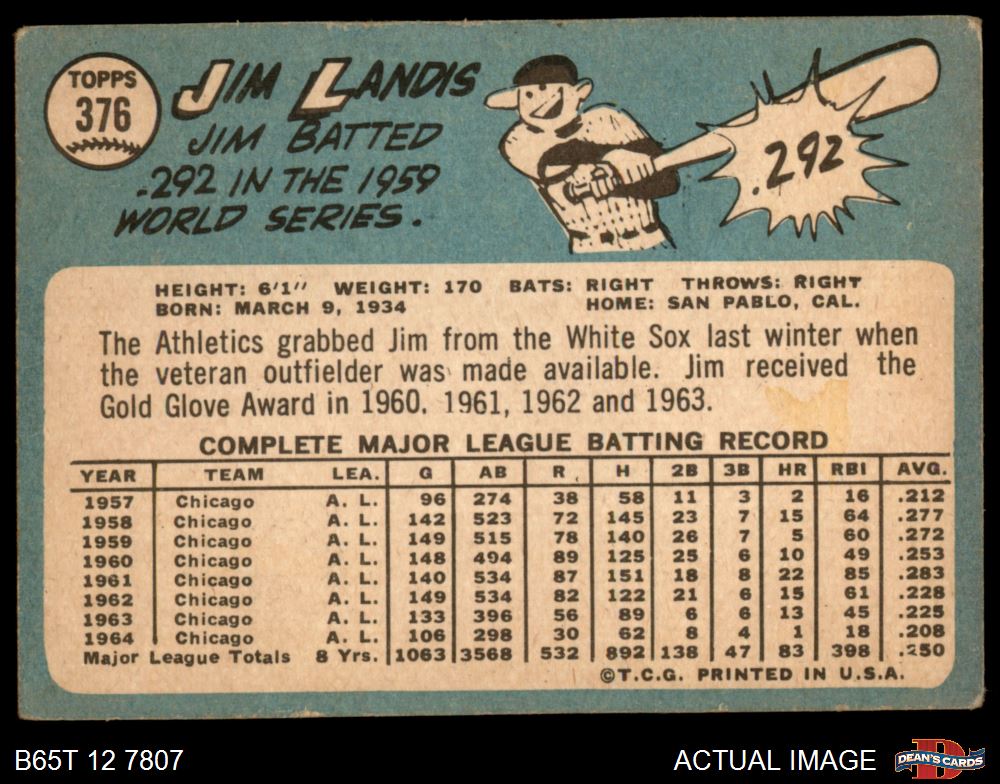 TOPPS
376
JIM LANDIS
JIM BATTED
.292 IN THE 1959
WORLD SERIES.
.292
HEIGHT: 6'1" WEIGHT: 170 BATS: RIGHT THROWS: RIGHT
BORN: MARCH 9, 1934 HOME: SAN PABLO, CAL.
The Athletics grabbed Jim from the White Sox last winter when
the veteran outfielder was made available. Jim received the
Gold Glove Award in 1960. 1961, 1962 and 1963.
COMPLETE MAJOR LEAGUE BATTING RECORD
YEAR TEAM LEA. G AB R H 2B 3B HR RBI AVG.
1957 Chicago A. L. 96 274 38 58 11 3 2 16 .212
1958 Chicago A. L. 142 523 72 145 23 7 15 64 .277
1959 Chicago A. L. 149 515 78 140 26 7 5 60 .272
1960 Chicago A. L. 148 494 89 125 25 6 10 49 .253
1961 Chicago A. L. 140 534 87 151 18 8 22 85 .283
1962 Chicago A. L. 149 534 82 122 21 6 15 61 .228
1963 Chicago A. L. 133 396 56 89 6 6 13 45 .225
1964 Chicago A. L. 106 298 30 62 8 4 1 18 .208
Major League Totals 8 Yrs. 1063 3568 532 892 138 47 83 398 .250
©T.C.G. PRINTED IN U.S.A.
B65T 12 7807 ACTUAL IMAGE
D
DEAN'S CARDS